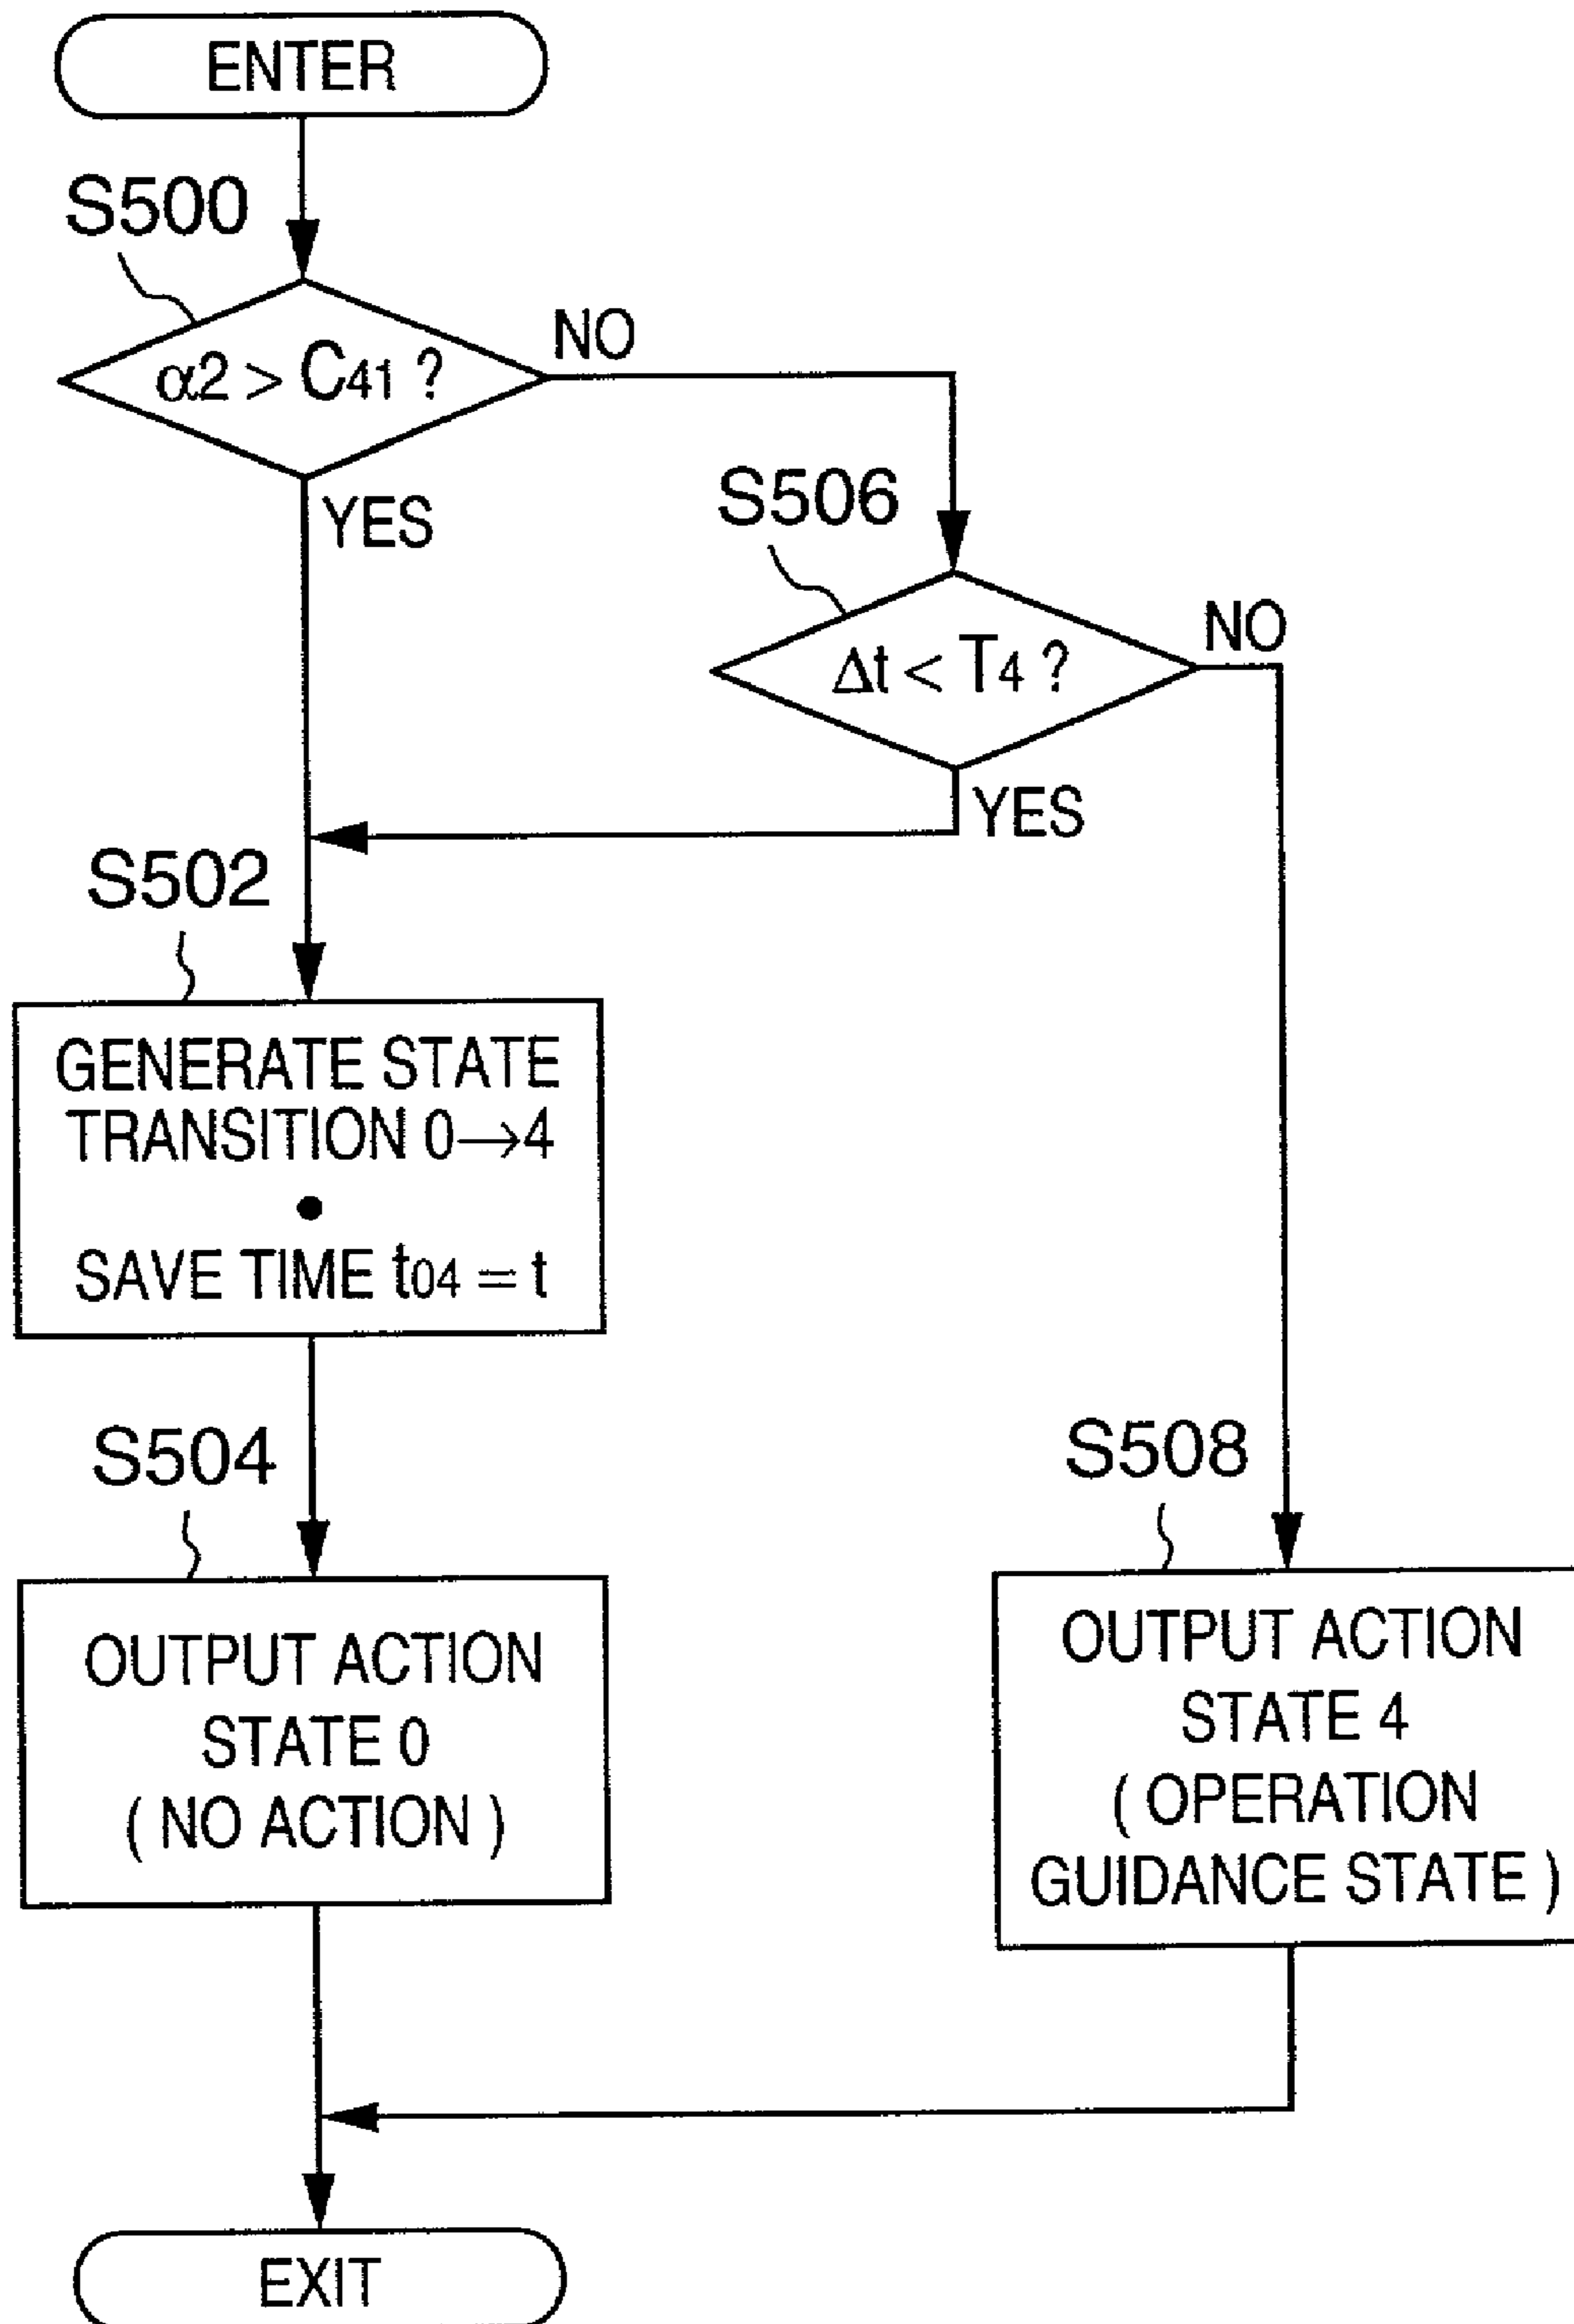 ENTER
S500
α2 > C41 ?
NO
YES
S506
Δt < T4 ?
NO
YES
S502
GENERATE STATE
TRANSITION 0→4
•
SAVE TIME t04 = t
S504
OUTPUT ACTION
STATE 0
( NO ACTION )
S508
OUTPUT ACTION
STATE 4
( OPERATION
GUIDANCE STATE )
EXIT